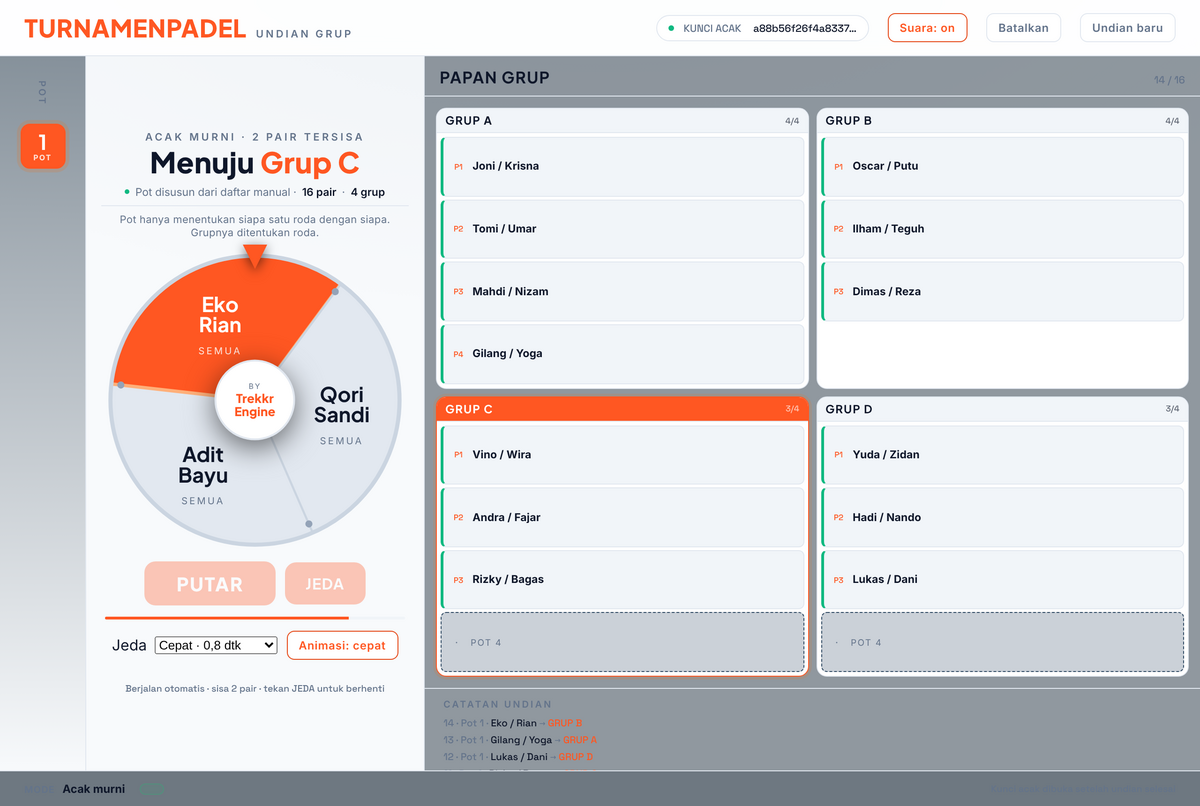 TURNAMENPADEL UNDIAN GRUP
KUNCI ACAK a88b56f26f4a8337…
Suara: on
Batalkan
Undian baru
POT
1
POT
ACAK MURNI · 2 PAIR TERSISA
Menuju Grup C
Pot disusun dari daftar manual · 16 pair · 4 grup
Pot hanya menentukan siapa satu roda dengan siapa.
Grupnya ditentukan roda.
Eko
Rian
SEMUA
Qori
Sandi
SEMUA
Adit
Bayu
SEMUA
BY
Trekkr
Engine
PUTAR
JEDA
Jeda Cepat · 0,8 dtk
Animasi: cepat
Berjalan otomatis · sisa 2 pair · tekan JEDA untuk berhenti
PAPAN GRUP
14 / 16
GRUP A 4/4
P1 Joni / Krisna
P2 Tomi / Umar
P3 Mahdi / Nizam
P4 Gilang / Yoga
GRUP B 4/4
P1 Oscar / Putu
P2 Ilham / Teguh
P3 Dimas / Reza
GRUP C 3/4
P1 Vino / Wira
P2 Andra / Fajar
P3 Rizky / Bagas
· POT 4
GRUP D 3/4
P1 Yuda / Zidan
P2 Hadi / Nando
P3 Lukas / Dani
· POT 4
CATATAN UNDIAN
14 · Pot 1 · Eko / Rian → GRUP B
13 · Pot 1 · Gilang / Yoga → GRUP A
12 · Pot 1 · Lukas / Dani → GRUP D
Acak murni